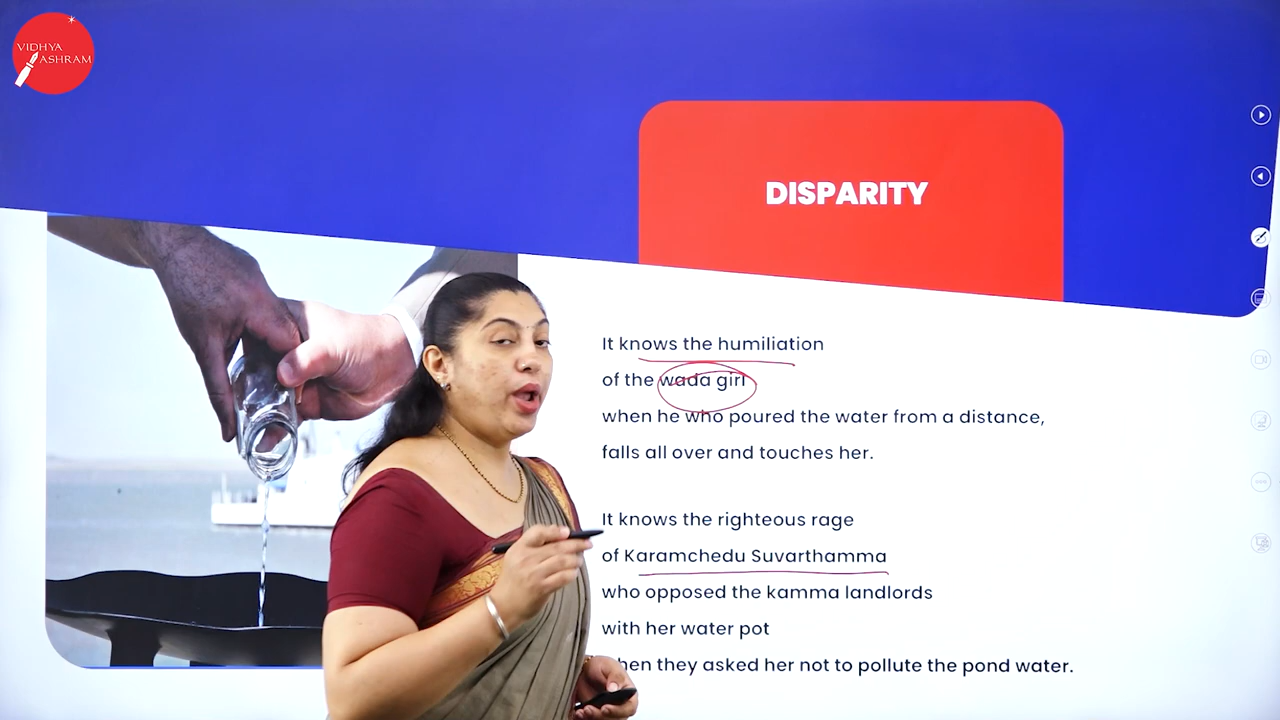 VIDHYA
ASHRAM
DISPARITY
It knows the humiliation
of the wada girl
when he who poured the water from a distance,
falls all over and touches her.
It knows the righteous rage
of Karamchedu Suvarthamma
who opposed the kamma landlords
with her water pot
when they asked her not to pollute the pond water.